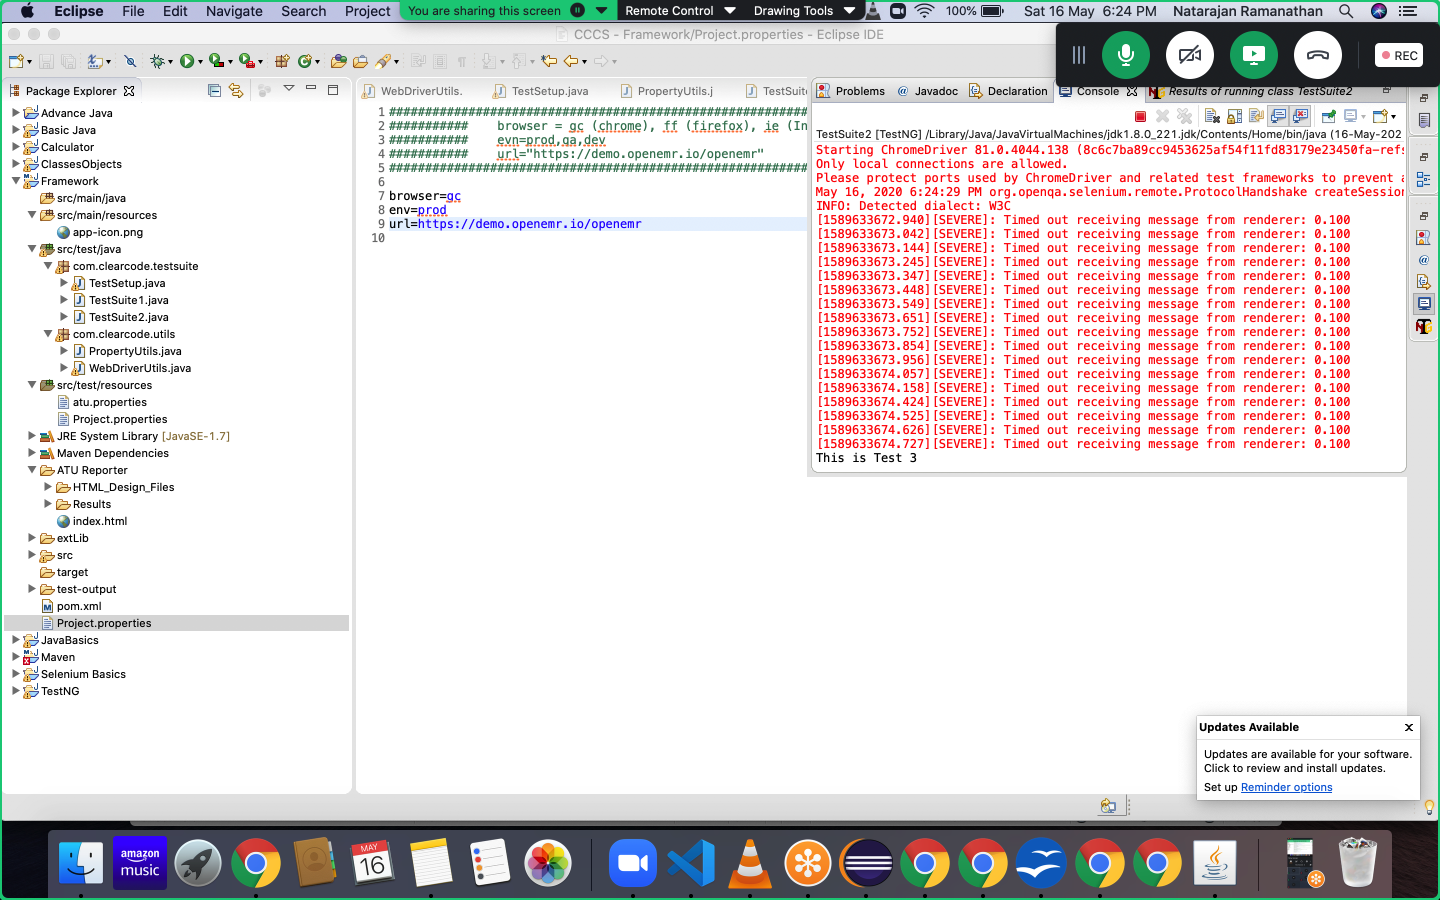 Eclipse File Edit Navigate Search Project You are sharing this screen Remote Control Drawing Tools 100% Sat 16 May 6:24 PM Natarajan Ramanathan
CCCS - Framework/Project.properties - Eclipse IDE
REC
Package Explorer
Advance Java
Basic Java
Calculator
ClassesObjects
Framework
src/main/java
src/main/resources
app-icon.png
src/test/java
com.clearcode.testsuite
TestSetup.java
TestSuite1.java
TestSuite2.java
com.clearcode.utils
PropertyUtils.java
WebDriverUtils.java
src/test/resources
atu.properties
Project.properties
JRE System Library [JavaSE-1.7]
Maven Dependencies
ATU Reporter
HTML_Design_Files
Results
index.html
extLib
src
target
test-output
pom.xml
Project.properties
JavaBasics
Maven
Selenium Basics
TestNG
WebDriverUtils. TestSetup.java PropertyUtils.j TestSuit
1
2 ########### browser = gc (chrome), ff (firefox), ie (In
3 ########### evn=prod,qa,dev
4 ########### url="https://demo.openemr.io/openemr"
5
6
7 browser=gc
8 env=prod
9 url=https://demo.openemr.io/openemr
10
Problems Javadoc Declaration Console Results of running class TestSuite2
TestSuite2 [TestNG] /Library/Java/JavaVirtualMachines/jdk1.8.0_221.jdk/Contents/Home/bin/java (16-May-202
Starting ChromeDriver 81.0.4044.138 (8c6c7ba89cc9453625af54f11fd83179e23450fa-refs
Only local connections are allowed.
Please protect ports used by ChromeDriver and related test frameworks to prevent a
May 16, 2020 6:24:29 PM org.openqa.selenium.remote.ProtocolHandshake createSession
INFO: Detected dialect: W3C
[1589633672.940][SEVERE]: Timed out receiving message from renderer: 0.100
[1589633673.042][SEVERE]: Timed out receiving message from renderer: 0.100
[1589633673.144][SEVERE]: Timed out receiving message from renderer: 0.100
[1589633673.245][SEVERE]: Timed out receiving message from renderer: 0.100
[1589633673.347][SEVERE]: Timed out receiving message from renderer: 0.100
[1589633673.448][SEVERE]: Timed out receiving message from renderer: 0.100
[1589633673.549][SEVERE]: Timed out receiving message from renderer: 0.100
[1589633673.651][SEVERE]: Timed out receiving message from renderer: 0.100
[1589633673.752][SEVERE]: Timed out receiving message from renderer: 0.100
[1589633673.854][SEVERE]: Timed out receiving message from renderer: 0.100
[1589633673.956][SEVERE]: Timed out receiving message from renderer: 0.100
[1589633674.057][SEVERE]: Timed out receiving message from renderer: 0.100
[1589633674.158][SEVERE]: Timed out receiving message from renderer: 0.100
[1589633674.424][SEVERE]: Timed out receiving message from renderer: 0.100
[1589633674.525][SEVERE]: Timed out receiving message from renderer: 0.100
[1589633674.626][SEVERE]: Timed out receiving message from renderer: 0.100
[1589633674.727][SEVERE]: Timed out receiving message from renderer: 0.100
This is Test 3
Updates Available
Updates are available for your software.
Click to review and install updates.
Set up Reminder options
amazon
music
MAY
16